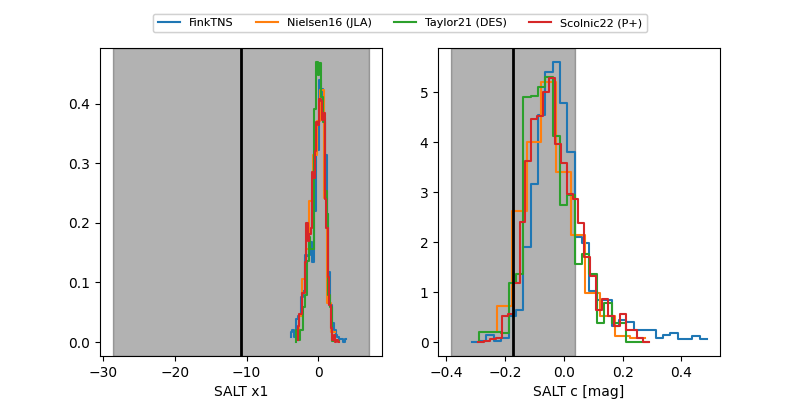 FinkTNS Nielsen16 (JLA) Taylor21 (DES) Scolnic22 (P+)
0.4
0.3
0.2
0.1
0.0
−30 −20 −10 0
SALT x1
5
4
3
2
1
0
−0.4 −0.2 0.0 0.2 0.4
SALT c [mag]